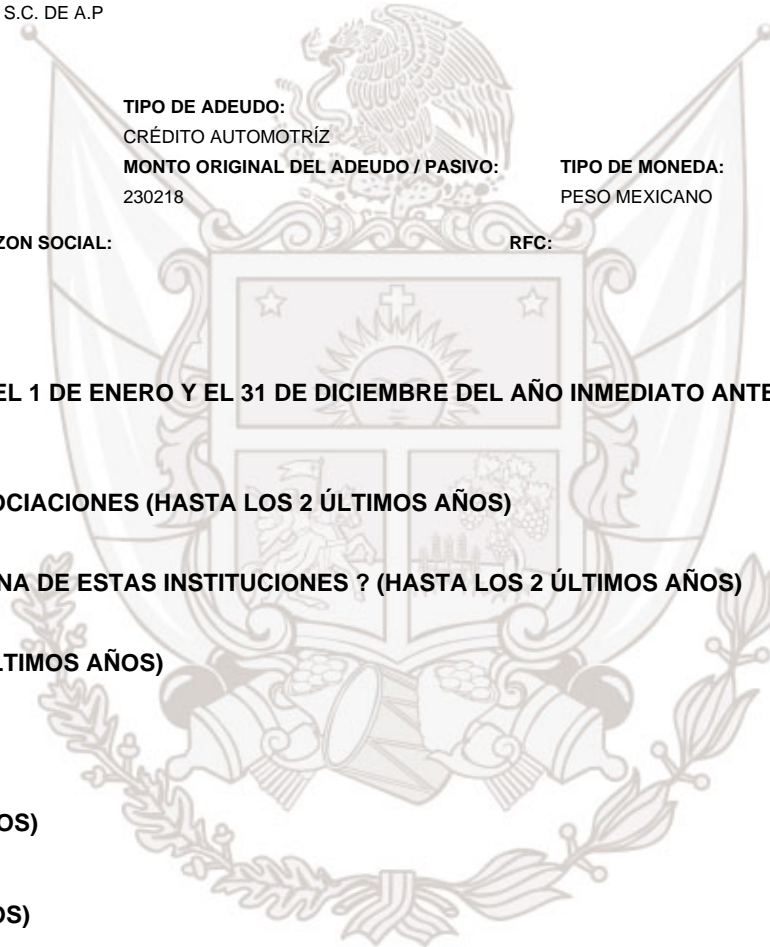 S.C. DE A.P
TIPO DE ADEUDO:
CRÉDITO AUTOMOTRÍZ
MONTO ORIGINAL DEL ADEUDO / PASIVO: TIPO DE MONEDA:
230218 PESO MEXICANO
ZON SOCIAL: RFC:
EL 1 DE ENERO Y EL 31 DE DICIEMBRE DEL AÑO INMEDIATO ANTE
OCIACIONES (HASTA LOS 2 ÚLTIMOS AÑOS)
NA DE ESTAS INSTITUCIONES ? (HASTA LOS 2 ÚLTIMOS AÑOS)
LTIMOS AÑOS)
OS)
OS)